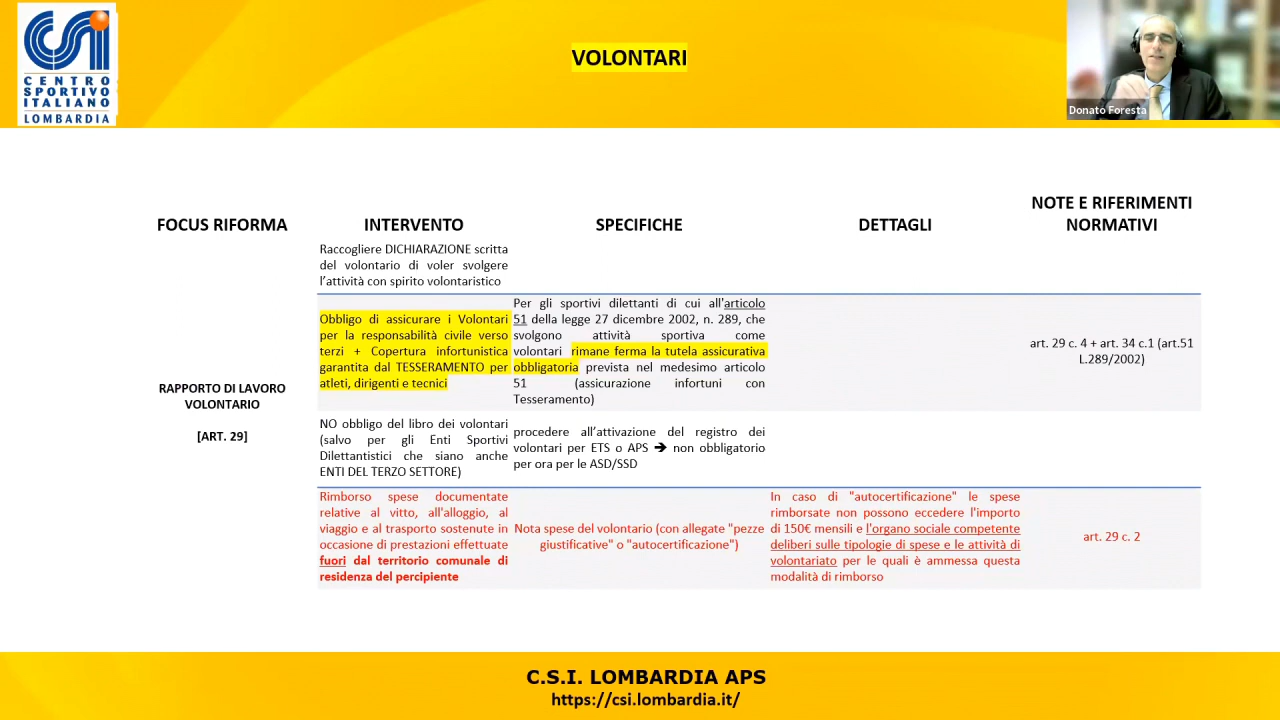 CENTRO
SPORTIVO
ITALIANO
LOMBARDIA
VOLONTARI
Donato Foresta
FOCUS RIFORMA
INTERVENTO
SPECIFICHE
DETTAGLI
NOTE E RIFERIMENTI
NORMATIVI
RAPPORTO DI LAVORO
VOLONTARIO
[ART. 29]
Raccogliere DICHIARAZIONE scritta
del volontario di voler svolgere
l'attività con spirito volontaristico
Obbligo di assicurare i Volontari
per la responsabilità civile verso
terzi + Copertura infortunistica
garantita dal TESSERAMENTO per
atleti, dirigenti e tecnici
Per gli sportivi dilettanti di cui all'articolo
51 della legge 27 dicembre 2002, n. 289, che
svolgono attività sportiva come
volontari rimane ferma la tutela assicurativa
obbligatoria prevista nel medesimo articolo
51 (assicurazione infortuni con
Tesseramento)
art. 29 c. 4 + art. 34 c.1 (art.51
L.289/2002)
NO obbligo del libro dei volontari
(salvo per gli Enti Sportivi
Dilettantistici che siano anche
ENTI DEL TERZO SETTORE)
procedere all'attivazione del registro dei
volontari per ETS o APS ➔ non obbligatorio
per ora per le ASD/SSD
Rimborso spese documentate
relative al vitto, all'alloggio, al
viaggio e al trasporto sostenute in
occasione di prestazioni effettuate
fuori dal territorio comunale di
residenza del percipiente
Nota spese del volontario (con allegate "pezze
giustificative" o "autocertificazione")
In caso di "autocertificazione" le spese
rimborsate non possono eccedere l'importo
di 150€ mensili e l'organo sociale competente
deliberi sulle tipologie di spese e le attività di
volontariato per le quali è ammessa questa
modalità di rimborso
art. 29 c. 2
C.S.I. LOMBARDIA APS
https://csi.lombardia.it/